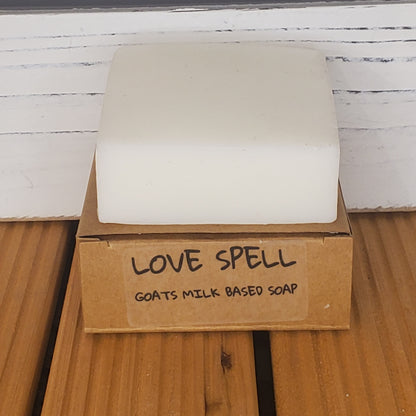 LOVE SPELL
GOATS MILK BASED SOAP